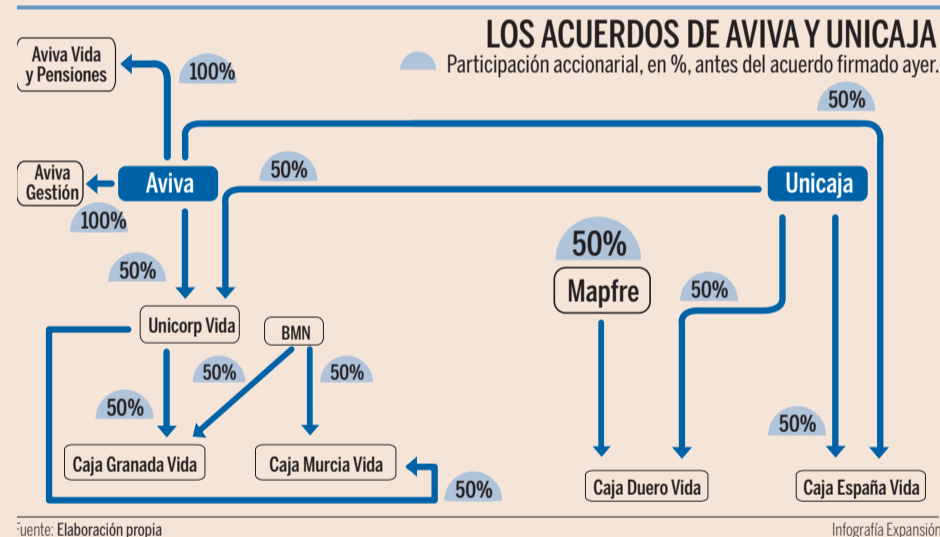 LOS ACUERDOS DE AVIVA Y UNICAJA
Participación accionarial, en %, antes del acuerdo firmado ayer.
Aviva Vida
y Pensiones
100%
50%
Aviva
Gestión
Aviva
50%
Unicaja
100%
50%
50%
Mapfre
50%
Unicorp Vida
BMN
50%
50%
50%
50%
Caja Granada Vida
Caja Murcia Vida
50%
Caja Duero Vida
Caja España Vida
Fuente: Elaboración propia
Infografía Expansión